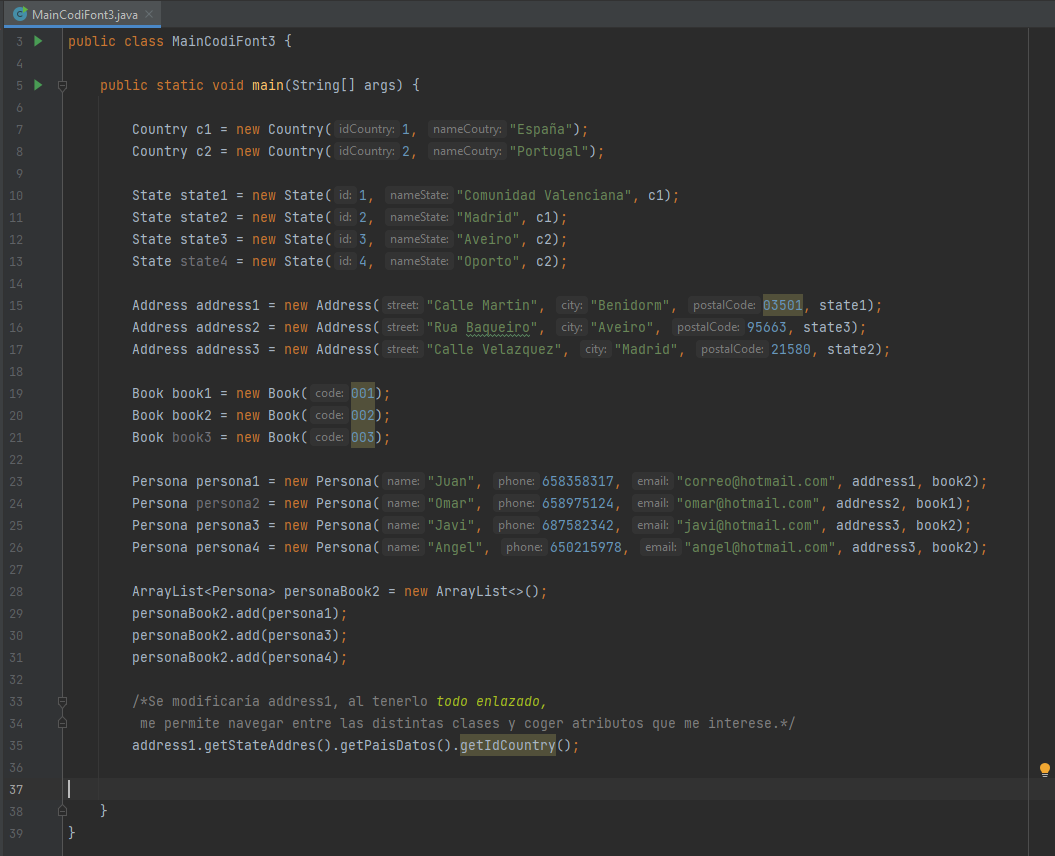 MainCodiFont3.java
3 public class MainCodiFont3 {
4
5 public static void main(String[] args) {
6
7 Country c1 = new Country( idCountry: 1, nameCoutry: "España");
8 Country c2 = new Country( idCountry: 2, nameCoutry: "Portugal");
9
10 State state1 = new State( id: 1, nameState: "Comunidad Valenciana", c1);
11 State state2 = new State( id: 2, nameState: "Madrid", c1);
12 State state3 = new State( id: 3, nameState: "Aveiro", c2);
13 State state4 = new State( id: 4, nameState: "Oporto", c2);
14
15 Address address1 = new Address( street: "Calle Martin", city: "Benidorm", postalCode: 03501, state1);
16 Address address2 = new Address( street: "Rua Baqueiro", city: "Aveiro", postalCode: 95663, state3);
17 Address address3 = new Address( street: "Calle Velazquez", city: "Madrid", postalCode: 21580, state2);
18
19 Book book1 = new Book( code: 001);
20 Book book2 = new Book( code: 002);
21 Book book3 = new Book( code: 003);
22
23 Persona persona1 = new Persona( name: "Juan", phone: 658358317, email: "correo@hotmail.com", address1, book2);
24 Persona persona2 = new Persona( name: "Omar", phone: 658975124, email: "omar@hotmail.com", address2, book1);
25 Persona persona3 = new Persona( name: "Javi", phone: 687582342, email: "javi@hotmail.com", address3, book2);
26 Persona persona4 = new Persona( name: "Angel", phone: 650215978, email: "angel@hotmail.com", address3, book2);
27
28 ArrayList<Persona> personaBook2 = new ArrayList<>();
29 personaBook2.add(persona1);
30 personaBook2.add(persona3);
31 personaBook2.add(persona4);
32
33 /*Se modificaria address1, al tenerlo todo enlazado,
34 me permite navegar entre las distintas clases y coger atributos que me interese.*/
35 address1.getStateAddres().getPaisDatos().getIdCountry();
36
37
38 }
39 }